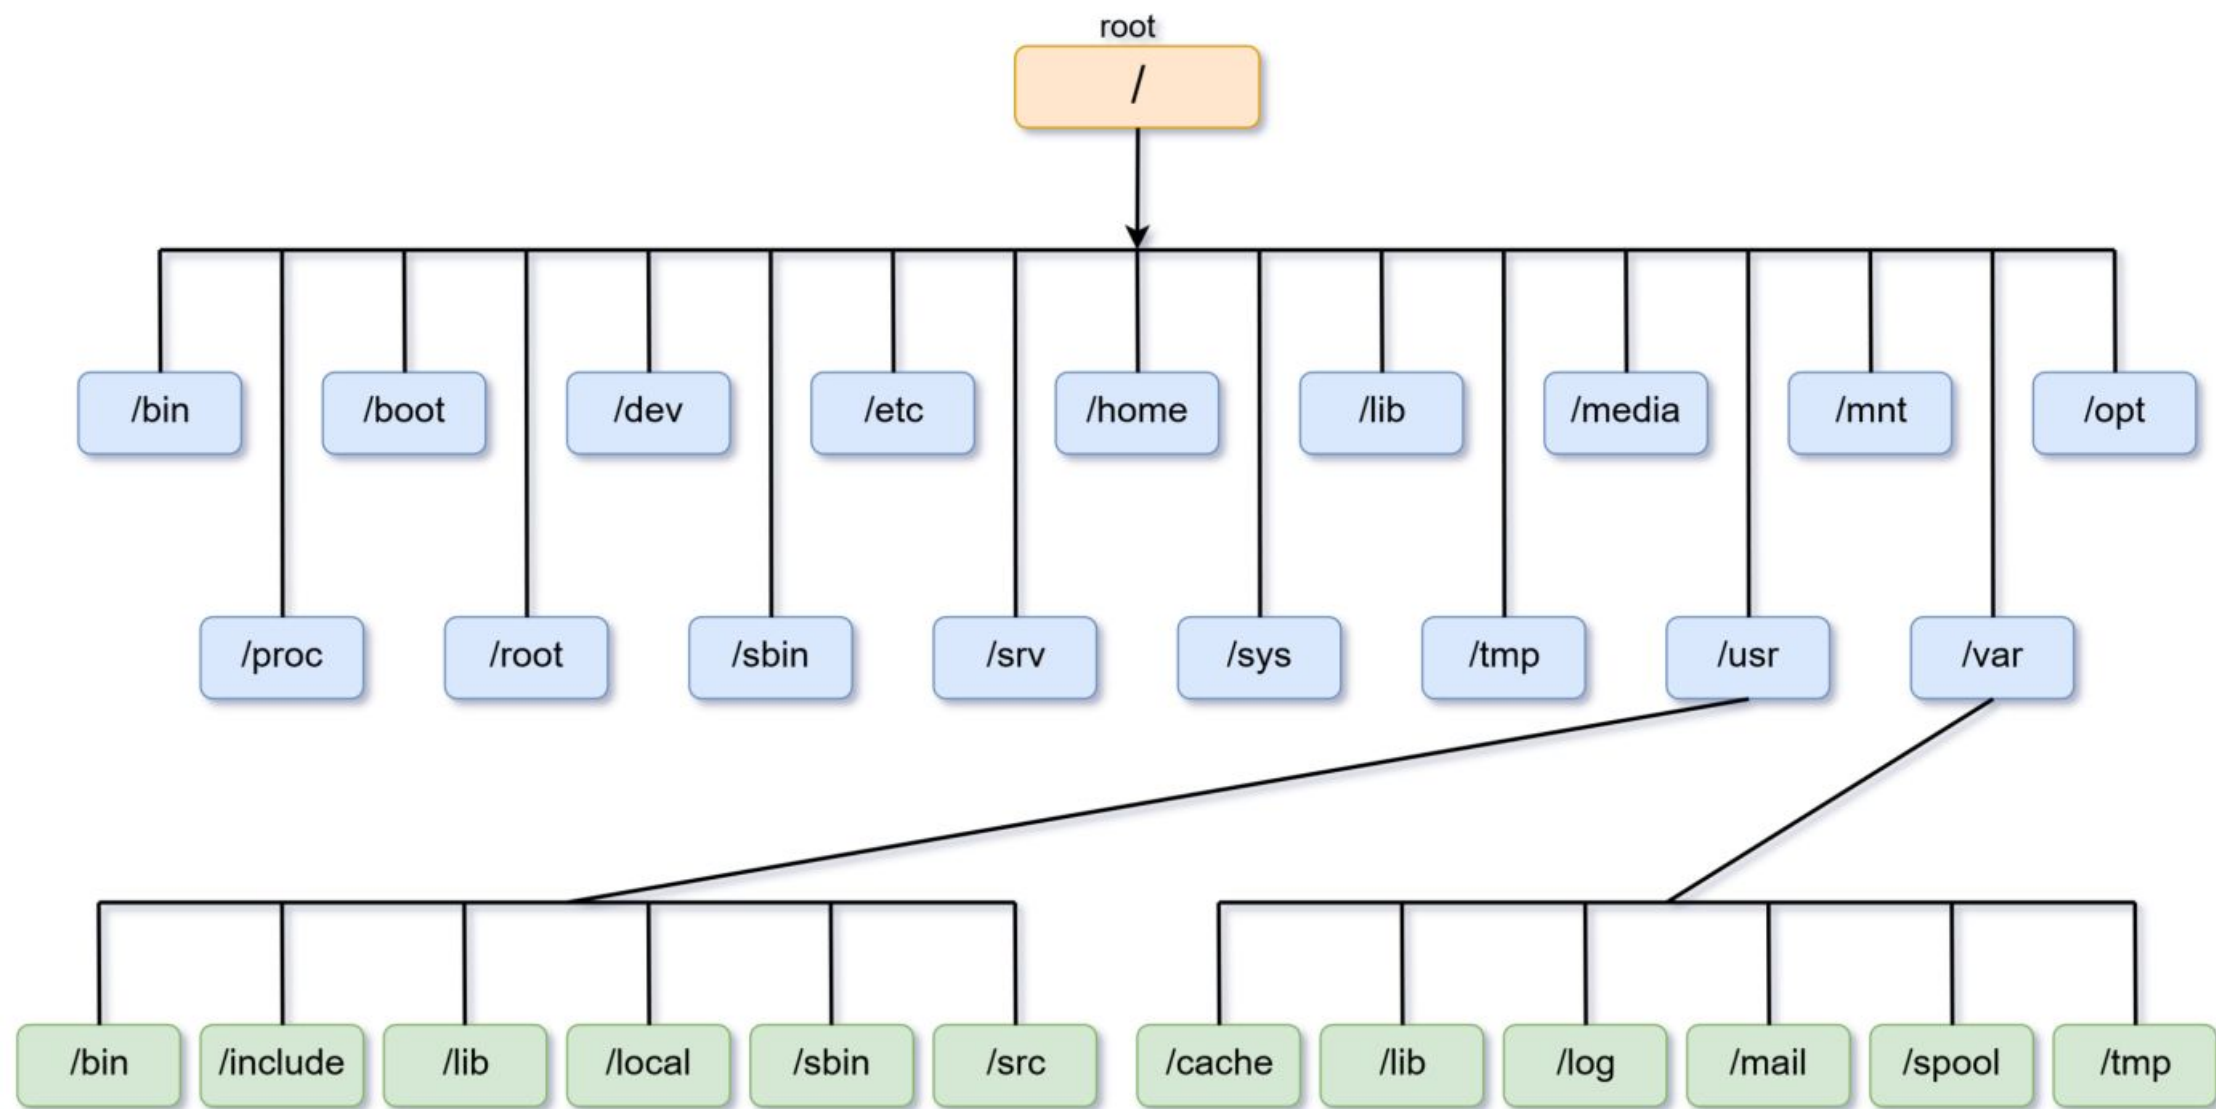 root
/
/bin
/boot
/dev
/etc
/home
/lib
/media
/mnt
/opt
/proc
/root
/sbin
/srv
/sys
/tmp
/usr
/var
/bin
/include
/lib
/local
/sbin
/src
/cache
/lib
/log
/mail
/spool
/tmp